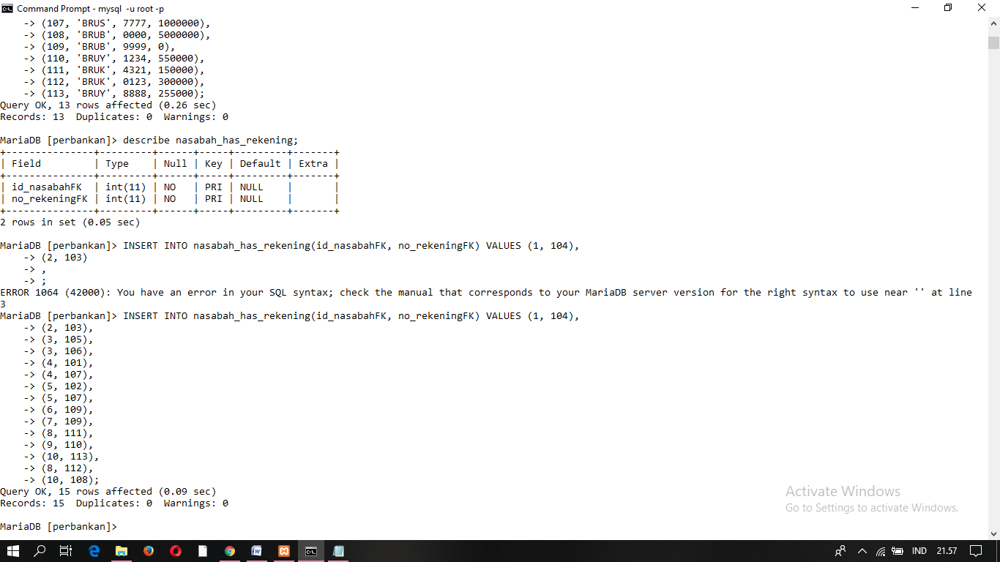 Command Prompt - mysql  -u root -p
    -> (107, 'BRUS', 7777, 1000000),
    -> (108, 'BRUB', 0000, 5000000),
    -> (109, 'BRUB', 9999, 0),
    -> (110, 'BRUY', 1234, 550000),
    -> (111, 'BRUK', 4321, 150000),
    -> (112, 'BRUK', 0123, 300000),
    -> (113, 'BRUY', 8888, 255000);
Query OK, 13 rows affected (0.26 sec)
Records: 13  Duplicates: 0  Warnings: 0

MariaDB [perbankan]> describe nasabah_has_rekening;
+---------------+---------+------+-----+---------+-------+
| Field         | Type    | Null | Key | Default | Extra |
+---------------+---------+------+-----+---------+-------+
| id_nasabahFK  | int(11) | NO   | PRI | NULL    |       |
| no_rekeningFK | int(11) | NO   | PRI | NULL    |       |
+---------------+---------+------+-----+---------+-------+
2 rows in set (0.05 sec)

MariaDB [perbankan]> INSERT INTO nasabah_has_rekening(id_nasabahFK, no_rekeningFK) VALUES (1, 104),
    -> (2, 103)
    -> ,
    -> ;
ERROR 1064 (42000): You have an error in your SQL syntax; check the manual that corresponds to your MariaDB server version for the right syntax to use near '' at line
3
MariaDB [perbankan]> INSERT INTO nasabah_has_rekening(id_nasabahFK, no_rekeningFK) VALUES (1, 104),
    -> (2, 103),
    -> (3, 105),
    -> (3, 106),
    -> (4, 101),
    -> (4, 107),
    -> (5, 102),
    -> (5, 107),
    -> (6, 109),
    -> (7, 109),
    -> (8, 111),
    -> (9, 110),
    -> (10, 113),
    -> (8, 112),
    -> (10, 108);
Query OK, 15 rows affected (0.09 sec)
Records: 15  Duplicates: 0  Warnings: 0

MariaDB [perbankan]>
Activate Windows
Go to Settings to activate Windows.
IND 21.57